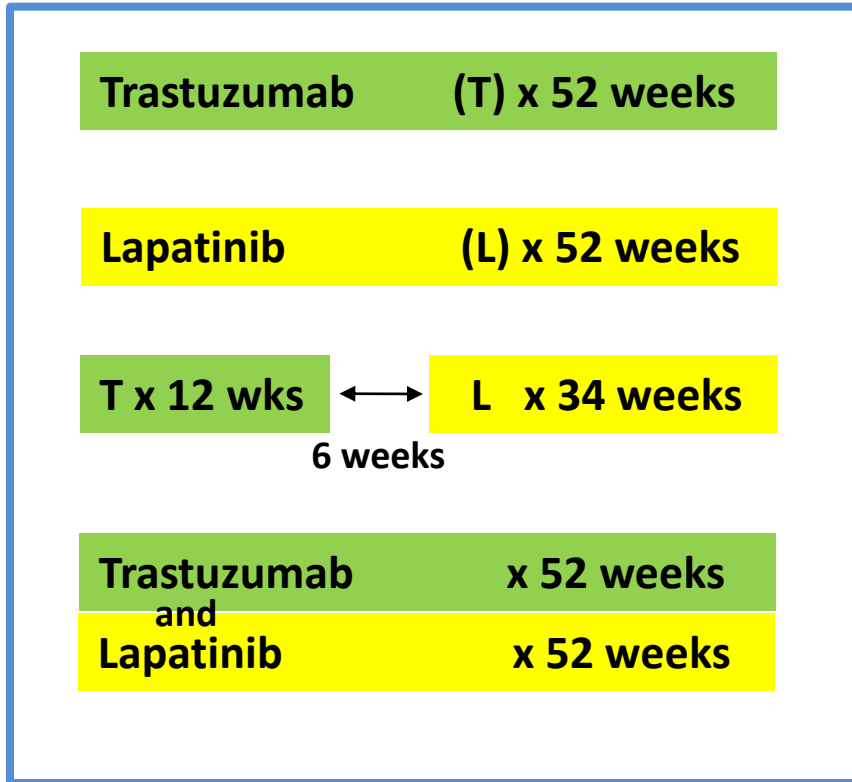 Trastuzumab (T) x 52 weeks
Lapatinib (L) x 52 weeks
T x 12 wks L x 34 weeks
6 weeks
Trastuzumab x 52 weeks
and
Lapatinib x 52 weeks